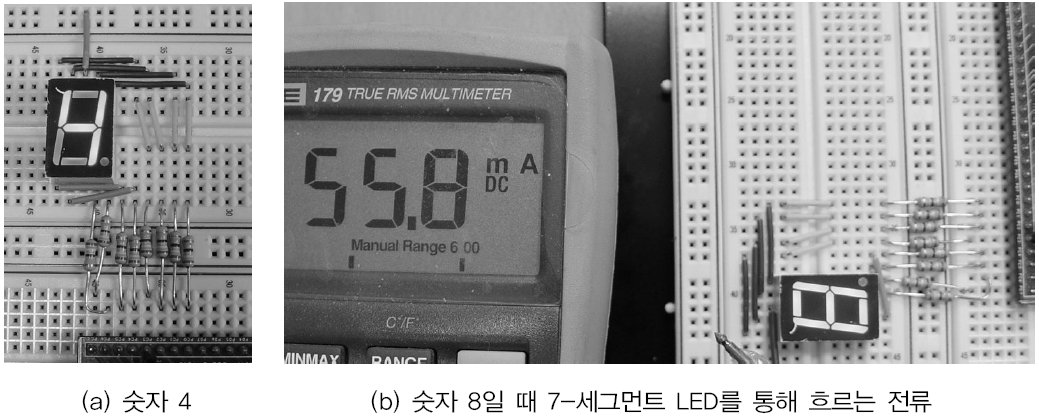 179 TRUE RMS MULTIMETER
55.8 mA
DC
Manual Range 6 00
C°/F°
MINMAX
RANGE
(a) 숫자 4
(b) 숫자 8일 때 7-세그먼트 LED를 통해 흐르는 전류